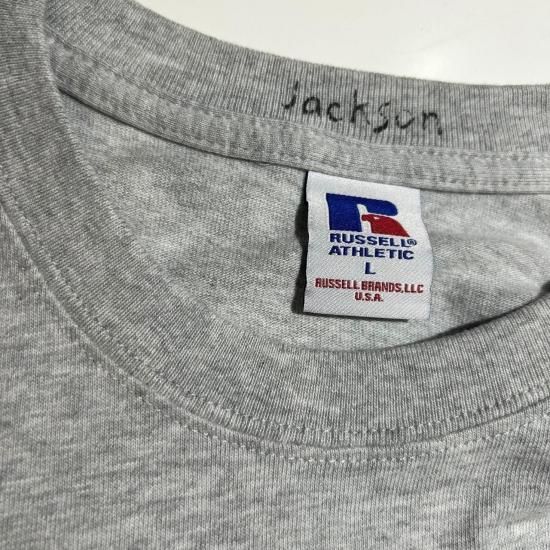 Jackson
RUSSELL®
ATHLETIC
L
RUSSELL BRANDS, LLC
U.S.A.